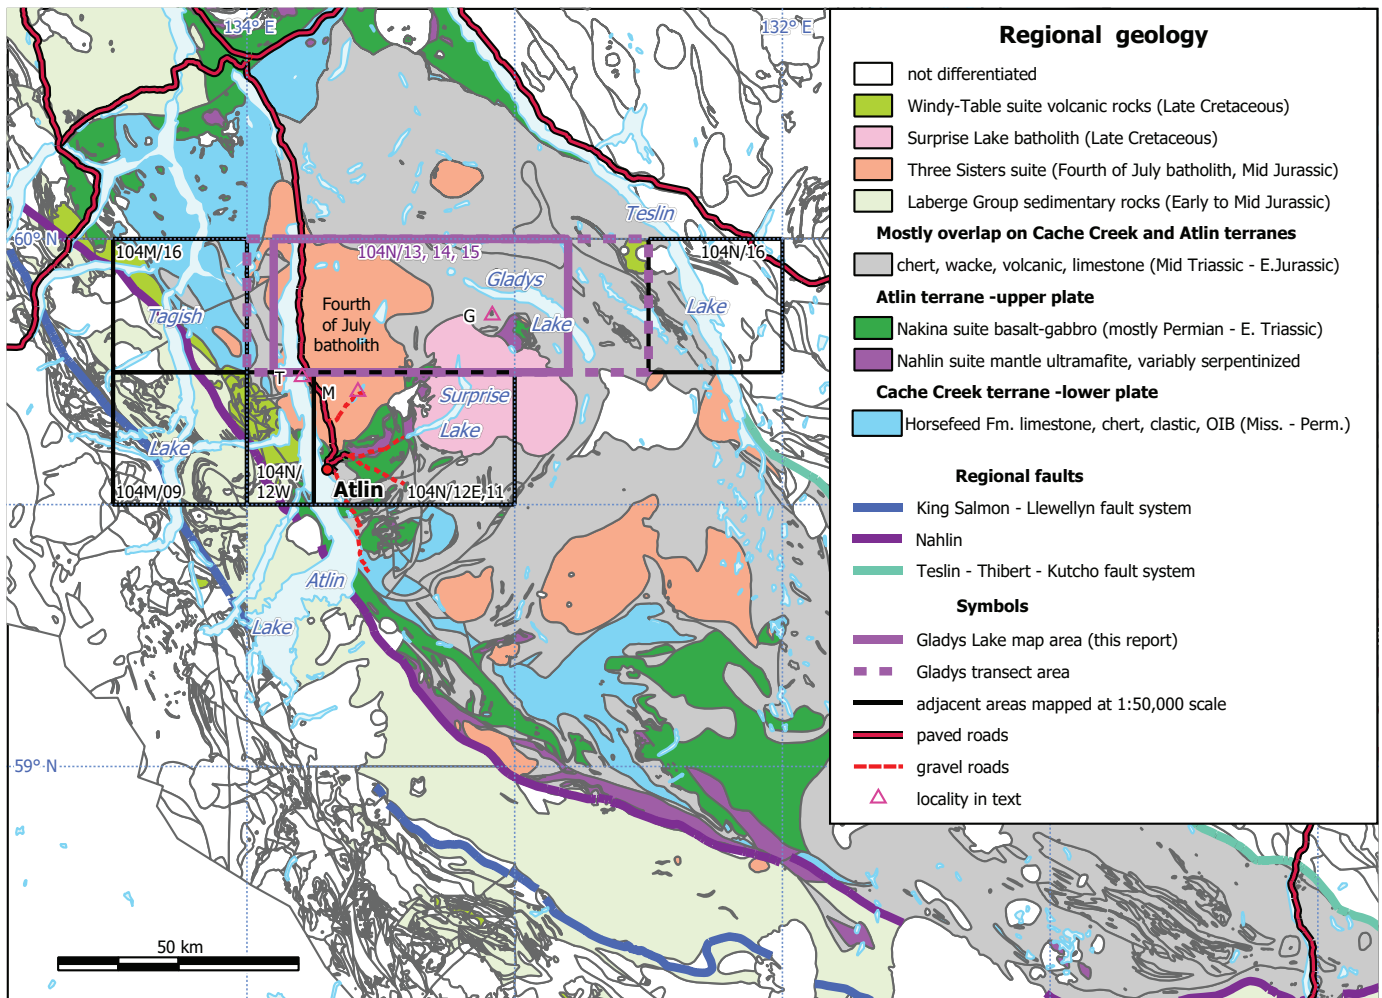 134° E
132° E
Teslin
60° N
104M/16
104N/13, 14, 15
104N/16
Gladys
Fourth
of July
batholith
Tagish
G
Lake
Lake
T
M
Surprise
Lake
Lake
104N/
12W
104M/09
Atlin
104N/12E,11
Atlin
Lake
59° N
50 km
Regional geology
not differentiated
Windy-Table suite volcanic rocks (Late Cretaceous)
Surprise Lake batholith (Late Cretaceous)
Three Sisters suite (Fourth of July batholith, Mid Jurassic)
Laberge Group sedimentary rocks (Early to Mid Jurassic)
Mostly overlap on Cache Creek and Atlin terranes
chert, wacke, volcanic, limestone (Mid Triassic - E.Jurassic)
Atlin terrane -upper plate
Nakina suite basalt-gabbro (mostly Permian - E. Triassic)
Nahlin suite mantle ultramafite, variably serpentinized
Cache Creek terrane -lower plate
Horsefeed Fm. limestone, chert, clastic, OIB (Miss. - Perm.)
Regional faults
King Salmon - Llewellyn fault system
Nahlin
Teslin - Thibert - Kutcho fault system
Symbols
Gladys Lake map area (this report)
Gladys transect area
adjacent areas mapped at 1:50,000 scale
paved roads
gravel roads
locality in text